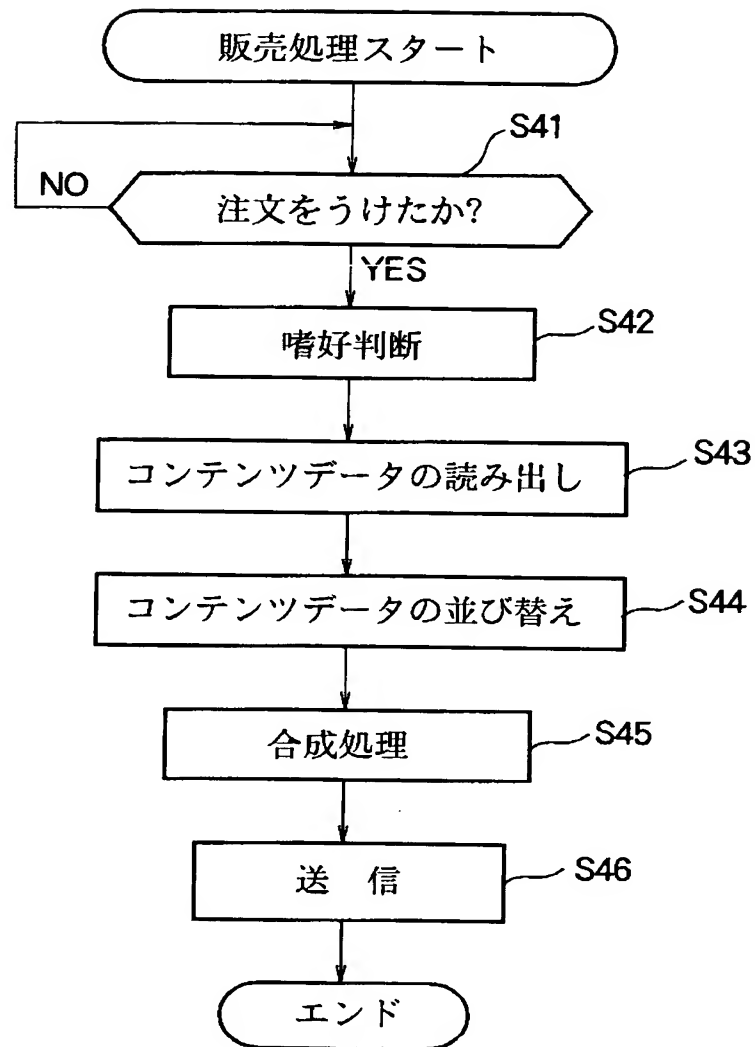 販売処理スタート
S41
NO
注文をうけたか?
YES
嗜好判断
S42
コンテンツデータの読み出し
S43
コンテンツデータの並び替え
S44
合成処理
S45
送 信
S46
エンド